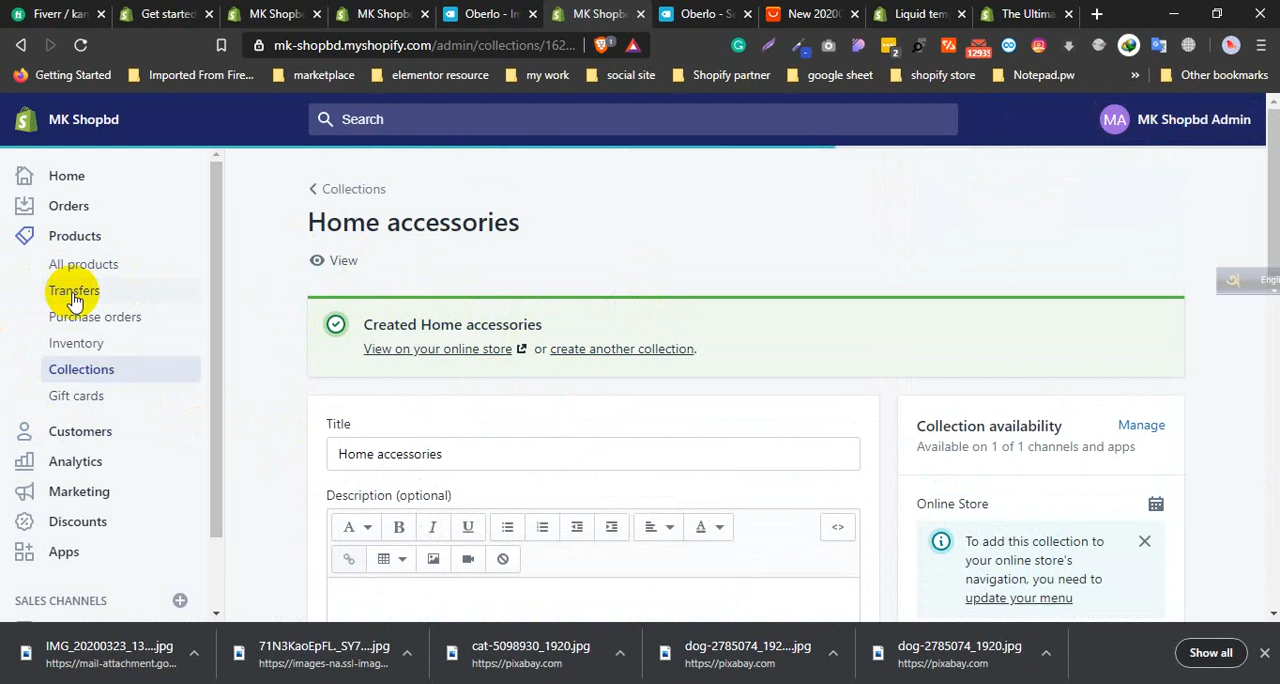 Fiverr / kam
Get started
MK Shopb
MK Shopb
Oberlo - In
MK Shopb
Oberlo - Se
New 2020
Liquid tem
The Ultima
mk-shopbd.myshopify.com/admin/collections/162...
1
2
12935
Getting Started
Imported From Fire...
marketplace
elementor resource
my work
social site
Shopify partner
google sheet
shopify store
Notepad.pw
»
Other bookmarks
MK Shopbd
Search
MA
MK Shopbd Admin
Home
Orders
Products
All products
Transfers
Purchase orders
Inventory
Collections
Gift cards
Customers
Analytics
Marketing
Discounts
Apps
SALES CHANNELS
Collections
Home accessories
View
Created Home accessories
View on your online store or create another collection.
Title
Home accessories
Description (optional)
A B I U A <>
Collection availability
Manage
Available on 1 of 1 channels and apps
Online Store
To add this collection to
your online store's
navigation, you need to
update your menu
অ Engli
IMG_20200323_13....jpg
https://mail-attachment.go...
71N3KaoEpFL._SY7....jpg
https://images-na.ssl-imag...
cat-5098930_1920.jpg
https://pixabay.com
dog-2785074_192....jpg
https://pixabay.com
dog-2785074_1920.jpg
https://pixabay.com
Show all